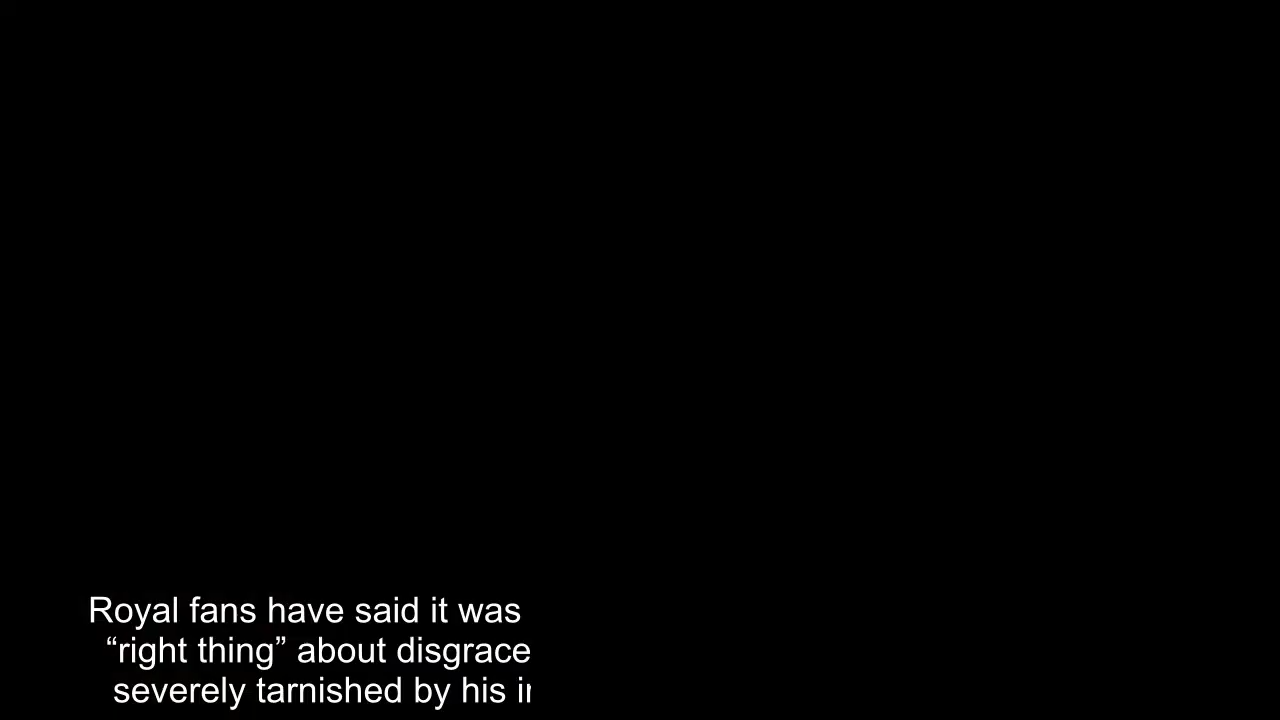 Royal fans have said it was
“right thing” about disgrace
severely tarnished by his